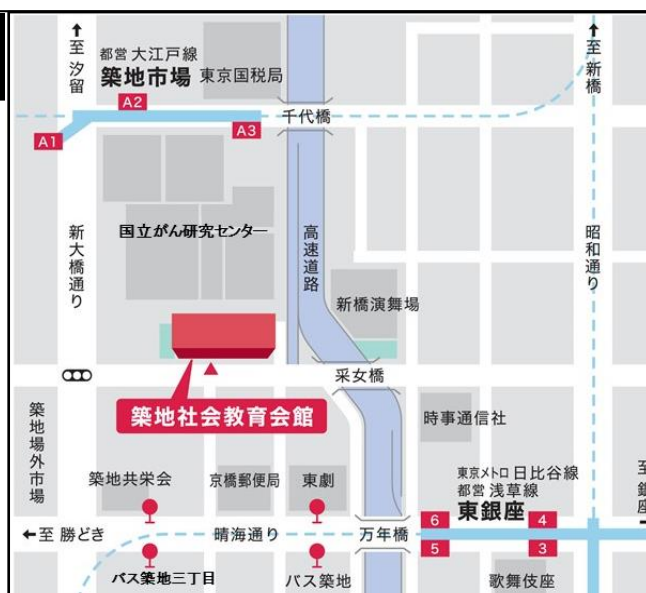 ↑至 汐留
都営 大江戸線
築地市場
東京国税局
↑至 新橋
A2
A1
A3
千代橋
新大橋通り
国立がん研究センター
高速道路
昭和通り
新橋演舞場
采女橋
築地社会教育会館
時事通信社
築地場外市場
築地共栄会
京橋郵便局
東劇
東京メトロ 日比谷線
都営 浅草線
東銀座
至 銀座
6
4
←至 勝どき
晴海通り
万年橋
5
3
バス築地三丁目
バス築地
歌舞伎座